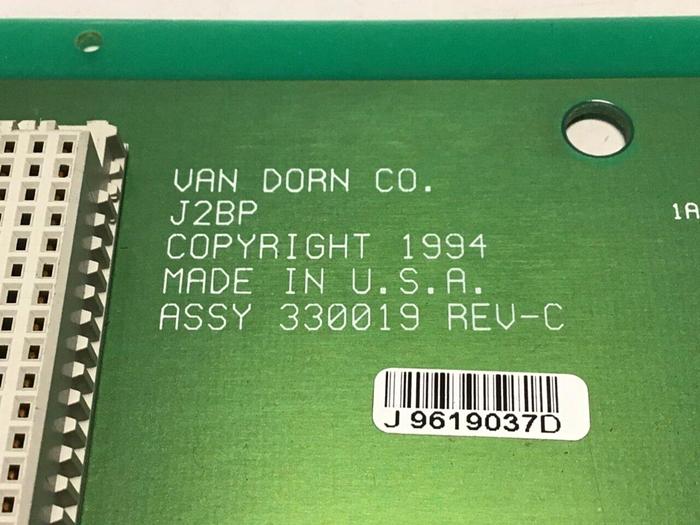 VAN DORN CO.
J2BP
COPYRIGHT 1994
MADE IN U.S.A.
ASSY 330019 REV-C
1A
J 9619037D